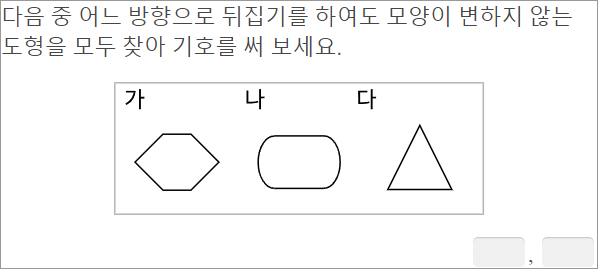 다음 중 어느 방향으로 뒤집기를 하여도 모양이 변하지 않는
도형을 모두 찾아 기호를 써 보세요.
가 나 다
,